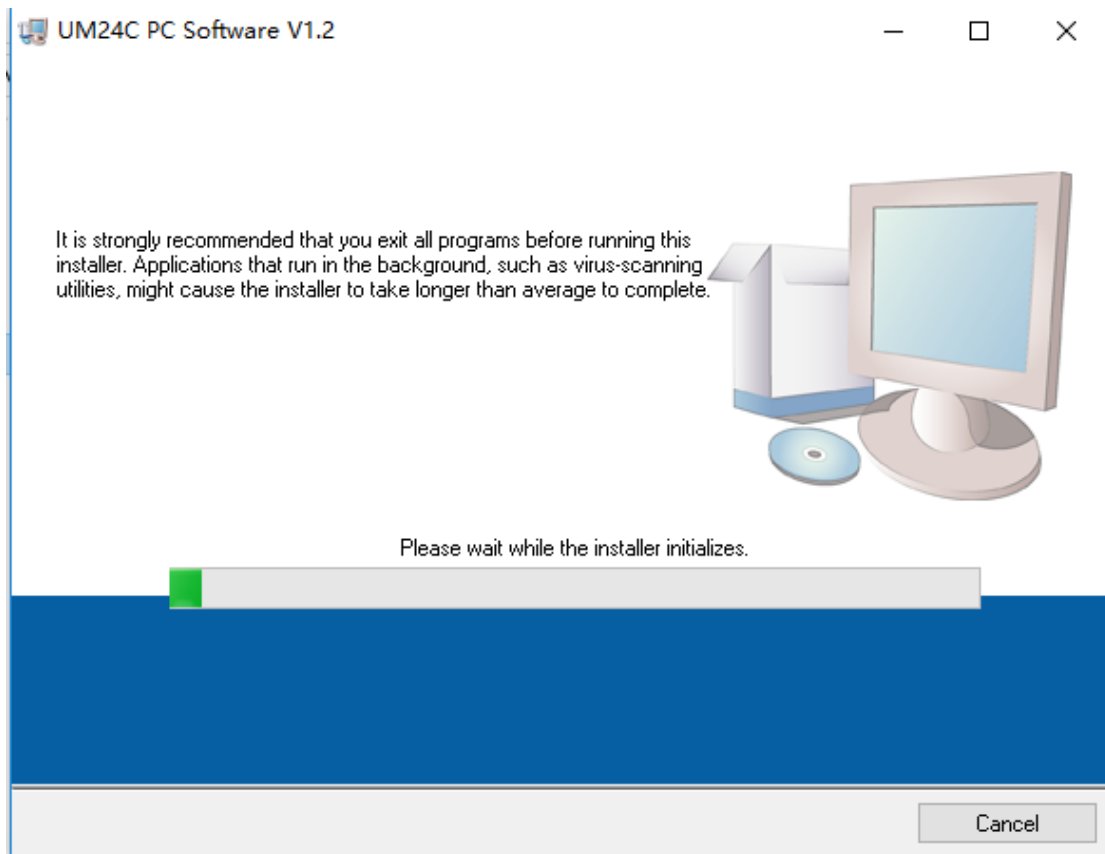 UM24C PC Software V1.2
It is strongly recommended that you exit all programs before running this
installer. Applications that run in the background, such as virus-scanning
utilities, might cause the installer to take longer than average to complete.
Please wait while the installer initializes.
Cancel